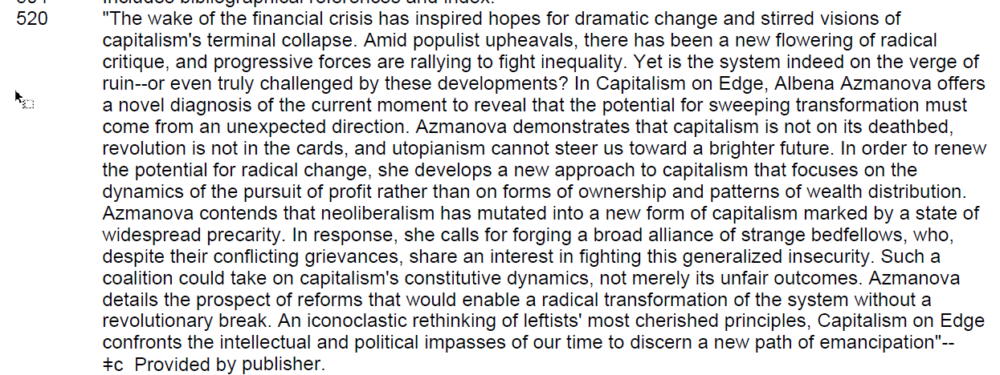 504 Includes bibliographical references and index.
520 "The wake of the financial crisis has inspired hopes for dramatic change and stirred visions of
capitalism's terminal collapse. Amid populist upheavals, there has been a new flowering of radical
critique, and progressive forces are rallying to fight inequality. Yet is the system indeed on the verge of
ruin--or even truly challenged by these developments? In Capitalism on Edge, Albena Azmanova offers
a novel diagnosis of the current moment to reveal that the potential for sweeping transformation must
come from an unexpected direction. Azmanova demonstrates that capitalism is not on its deathbed,
revolution is not in the cards, and utopianism cannot steer us toward a brighter future. In order to renew
the potential for radical change, she develops a new approach to capitalism that focuses on the
dynamics of the pursuit of profit rather than on forms of ownership and patterns of wealth distribution.
Azmanova contends that neoliberalism has mutated into a new form of capitalism marked by a state of
widespread precarity. In response, she calls for forging a broad alliance of strange bedfellows, who,
despite their conflicting grievances, share an interest in fighting this generalized insecurity. Such a
coalition could take on capitalism's constitutive dynamics, not merely its unfair outcomes. Azmanova
details the prospect of reforms that would enable a radical transformation of the system without a
revolutionary break. An iconoclastic rethinking of leftists' most cherished principles, Capitalism on Edge
confronts the intellectual and political impasses of our time to discern a new path of emancipation"--
ǂc Provided by publisher.